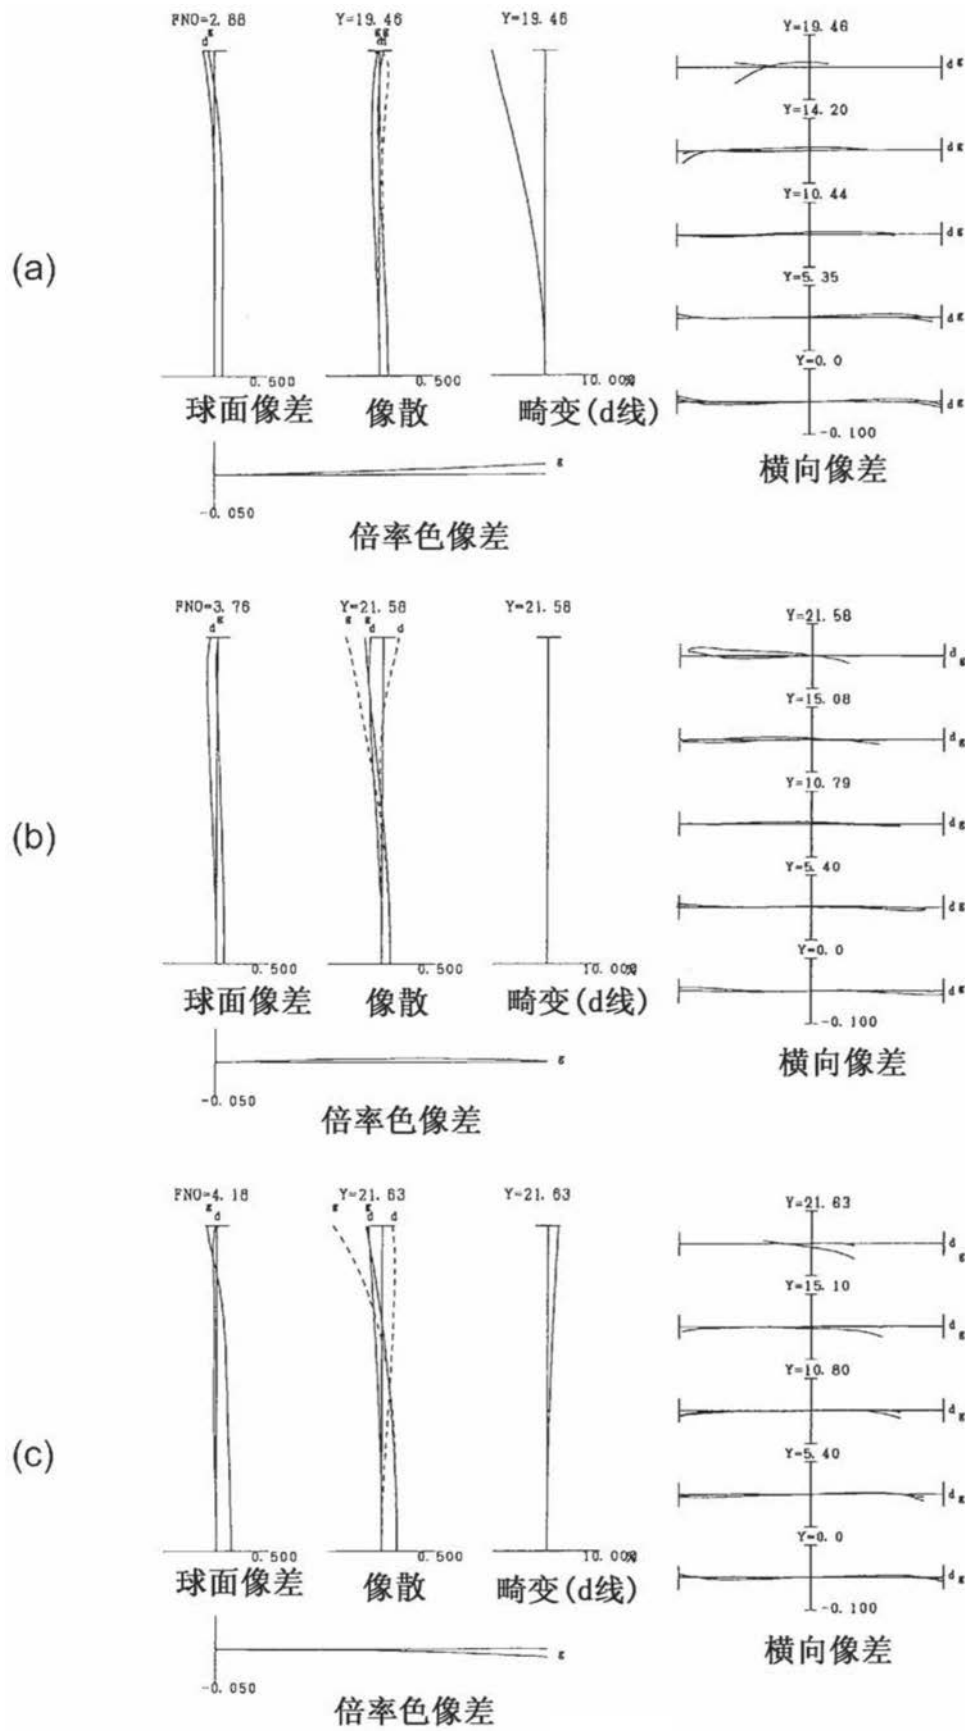 (a)
FNO=2.88
g
d
Y=19.46
g g
d d
Y=19.46
0.500
球面像差
0.500
像散
10.000%
畸变(d线)
g
-0.050
倍率色像差
Y=19.46
d g
Y=14.20
d g
Y=10.44
d g
Y=5.35
d g
Y=0.0
d g
-0.100
横向像差
(b)
FNO=3.76
g
d
Y=21.58
g g
d d
Y=21.58
0.500
球面像差
0.500
像散
10.000%
畸变(d线)
g
-0.050
倍率色像差
Y=21.58
d g
Y=15.08
d g
Y=10.79
d g
Y=5.40
d g
Y=0.0
d g
-0.100
横向像差
(c)
FNO=4.18
g
d
Y=21.63
g g
d d
Y=21.63
0.500
球面像差
0.500
像散
10.000%
畸变(d线)
g
-0.050
倍率色像差
Y=21.63
d g
Y=15.10
d g
Y=10.80
d g
Y=5.40
d g
Y=0.0
d g
-0.100
横向像差